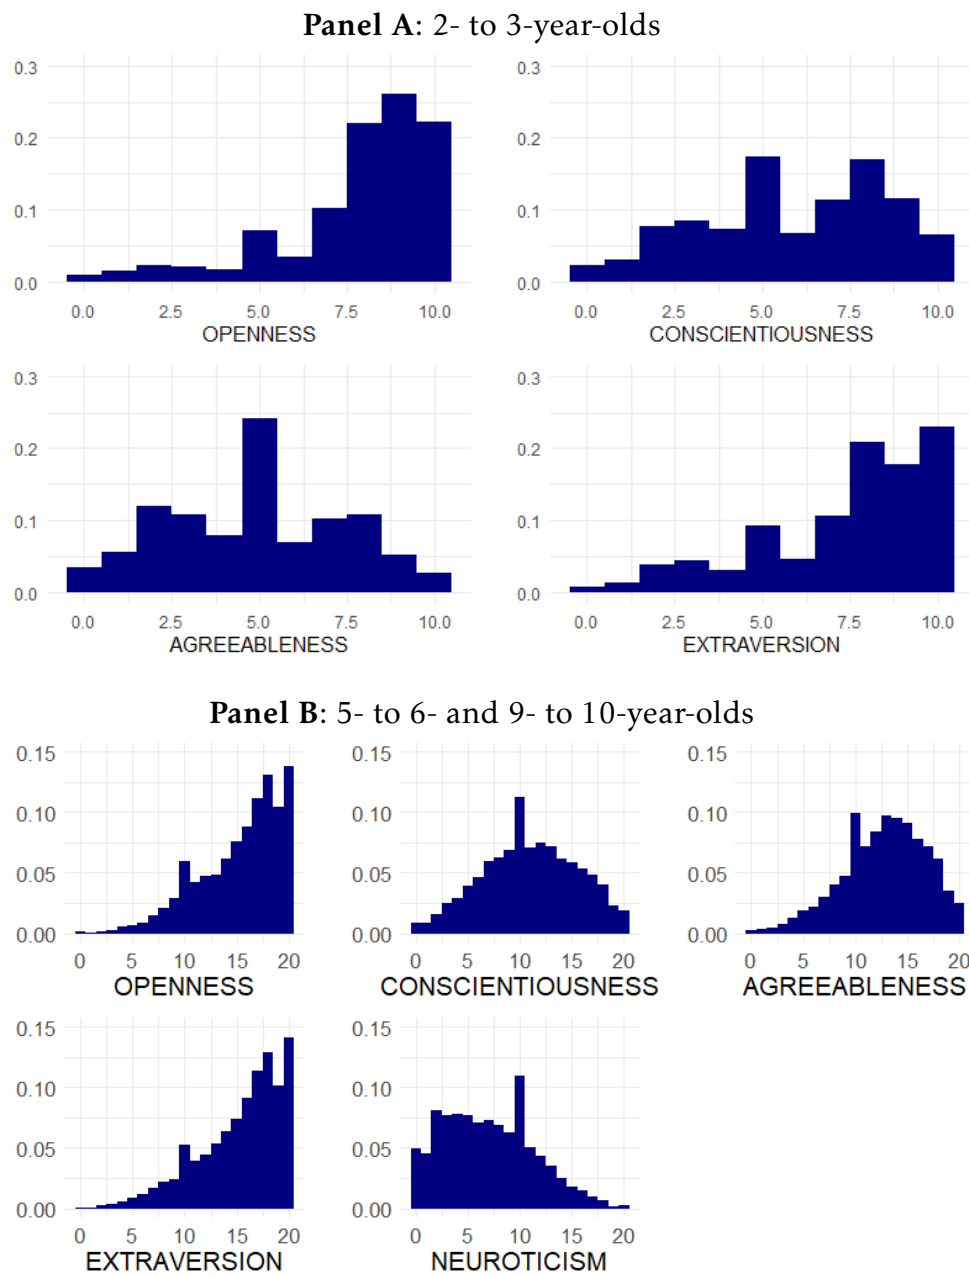 Panel A: 2- to 3-year-olds
0.3
0.2
0.1
0.0
0.0 2.5 5.0 7.5 10.0
OPENNESS
0.3
0.2
0.1
0.0
0.0 2.5 5.0 7.5 10.0
CONSCIENTIOUSNESS
0.3
0.2
0.1
0.0
0.0 2.5 5.0 7.5 10.0
AGREEABLENESS
0.3
0.2
0.1
0.0
0.0 2.5 5.0 7.5 10.0
EXTRAVERSION
Panel B: 5- to 6- and 9- to 10-year-olds
0.15
0.10
0.05
0.00
0 5 10 15 20
OPENNESS
0.15
0.10
0.05
0.00
0 5 10 15 20
CONSCIENTIOUSNESS
0.15
0.10
0.05
0.00
0 5 10 15 20
AGREEABLENESS
0.15
0.10
0.05
0.00
0 5 10 15 20
EXTRAVERSION
0.15
0.10
0.05
0.00
0 5 10 15 20
NEUROTICISM